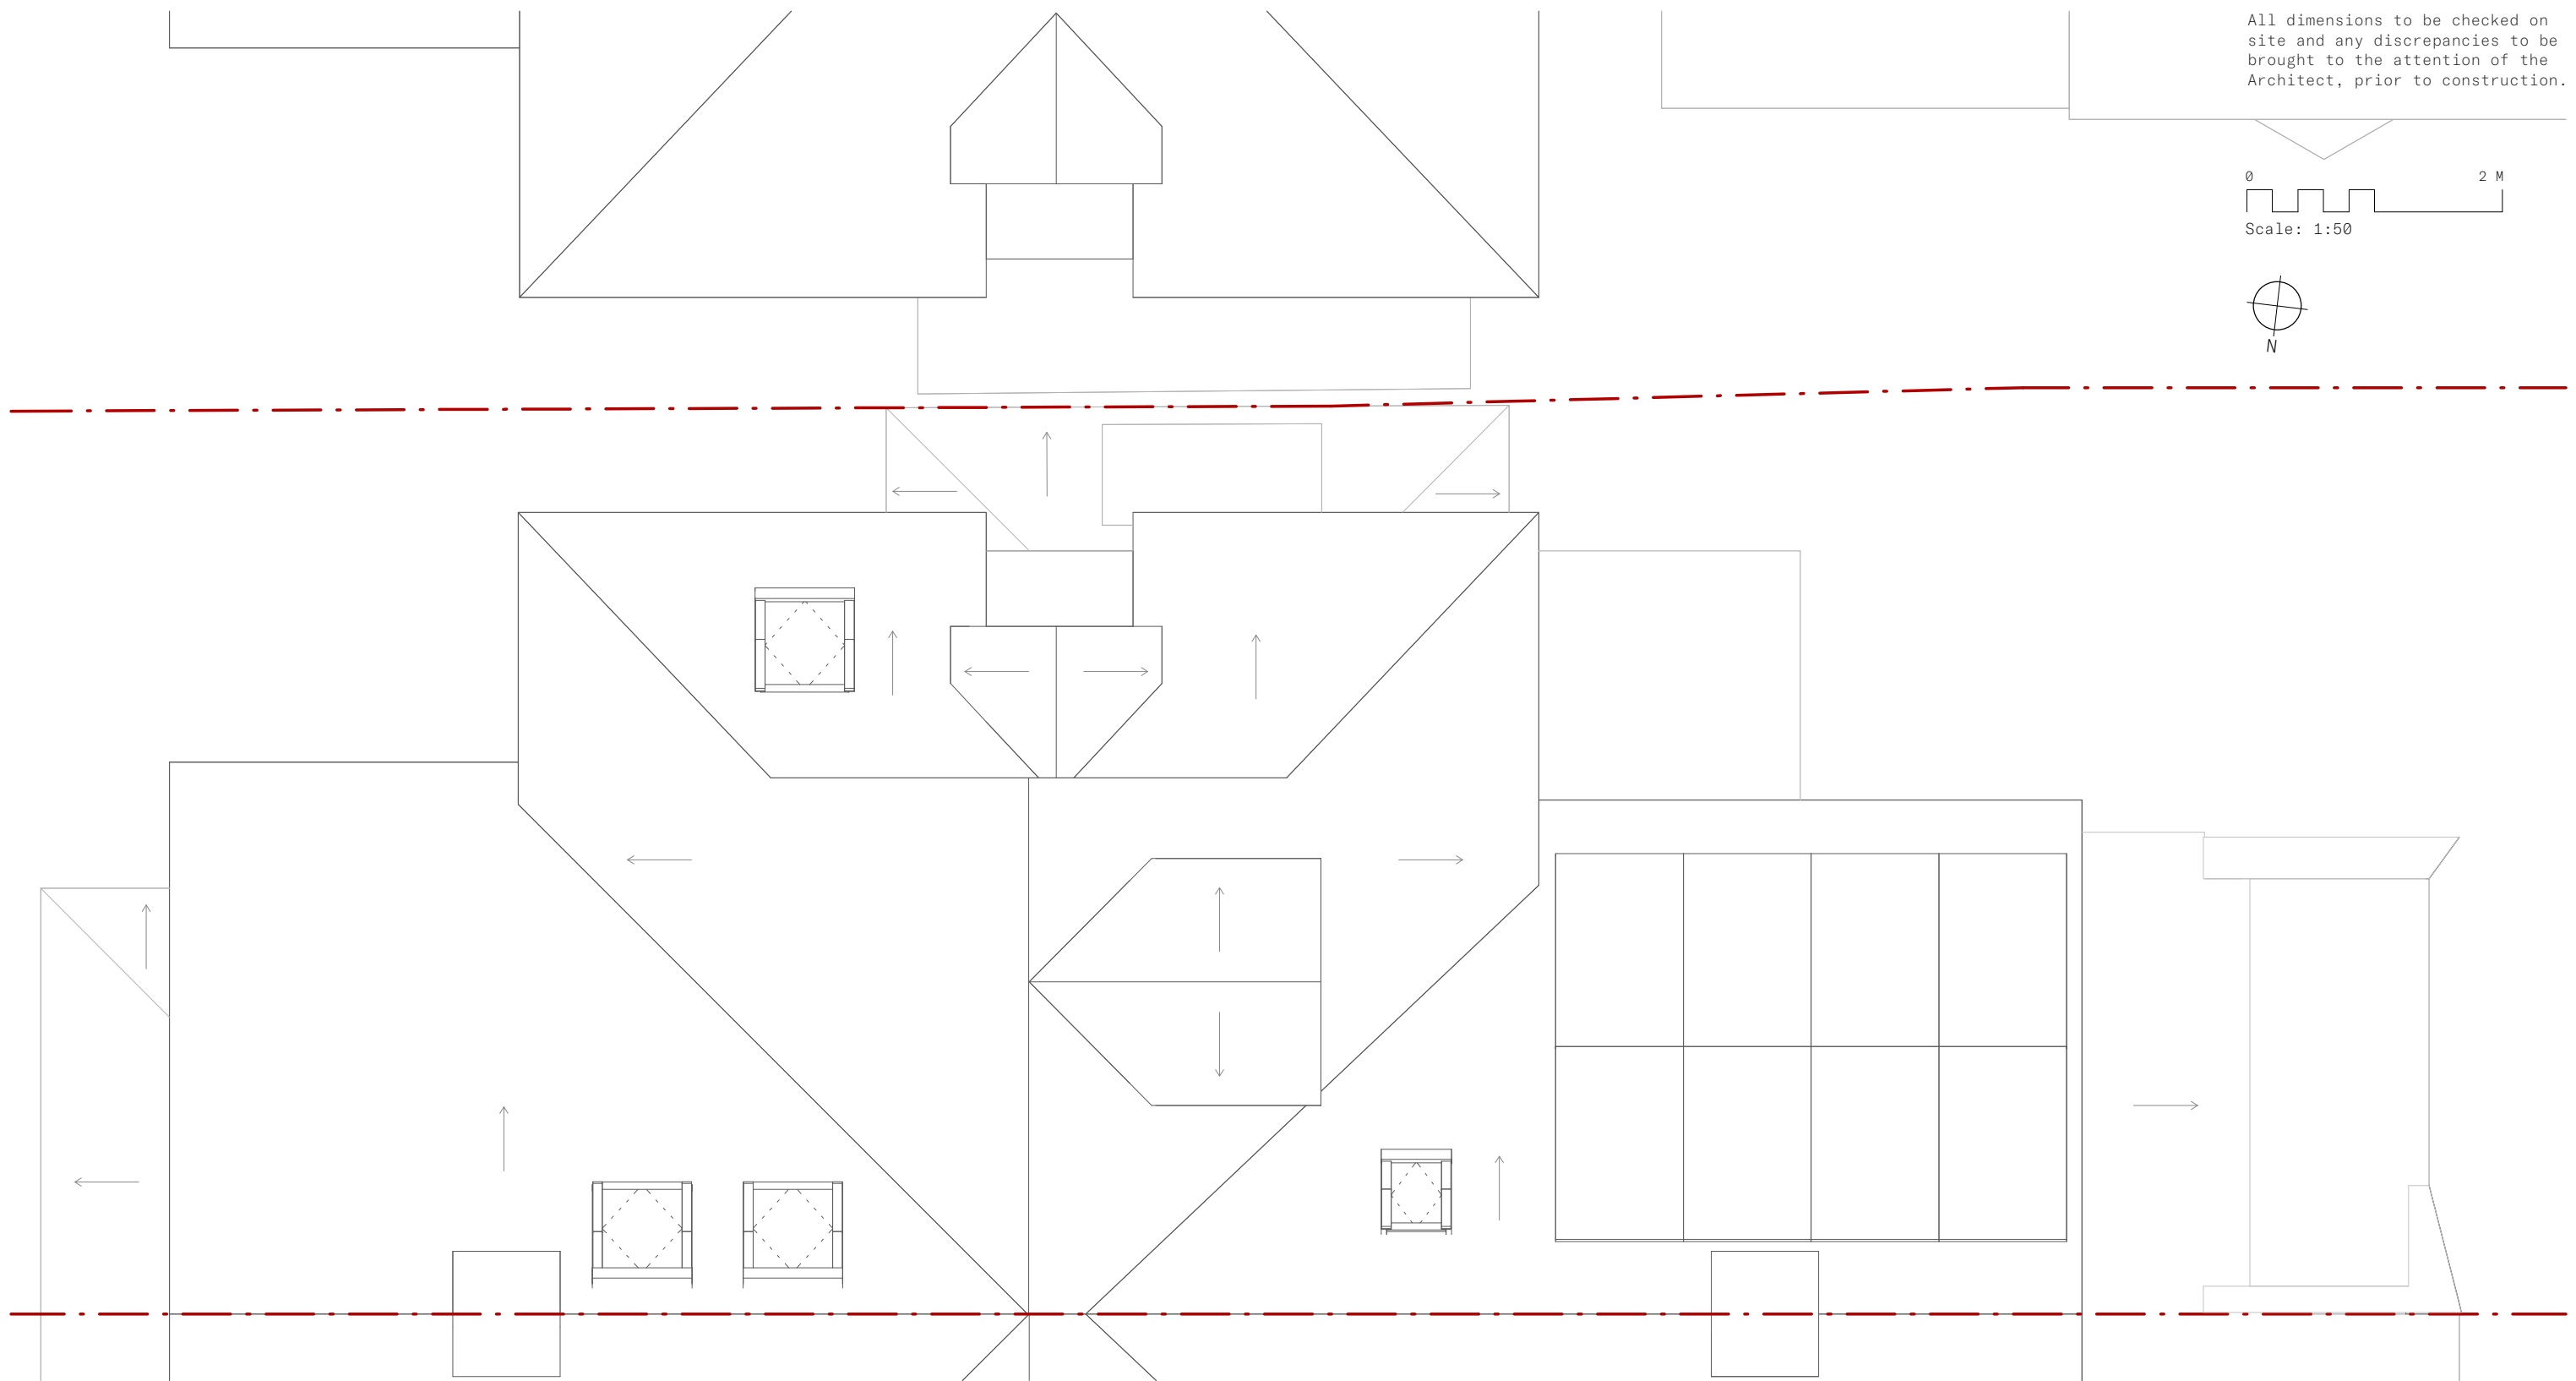 All dimensions to be checked on
site and any discrepancies to be
brought to the attention of the
Architect, prior to construction.
0 2 M
Scale: 1:50
N